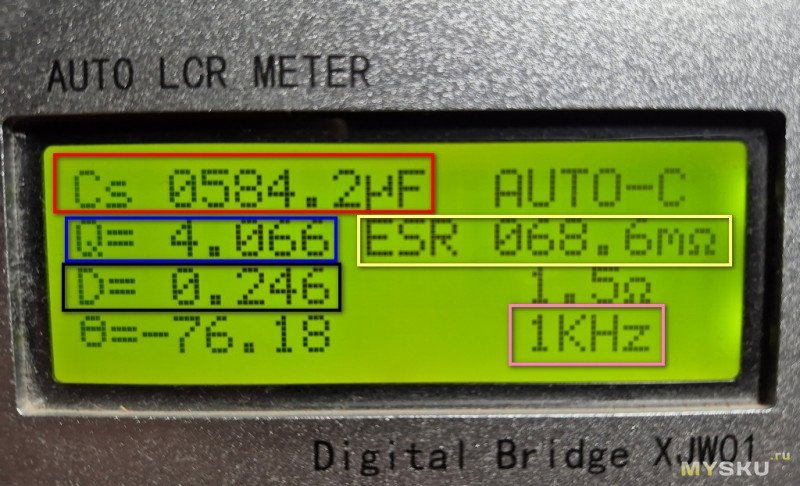 AUTO LCR METER
Cs 0584.2µF AUTO-C
Q= 4.066 ESR 068.6mΩ
D= 0.246 1.5Ω
θ=-76.18 1KHz
Digital Bridge XJW01
MYSKU.ru